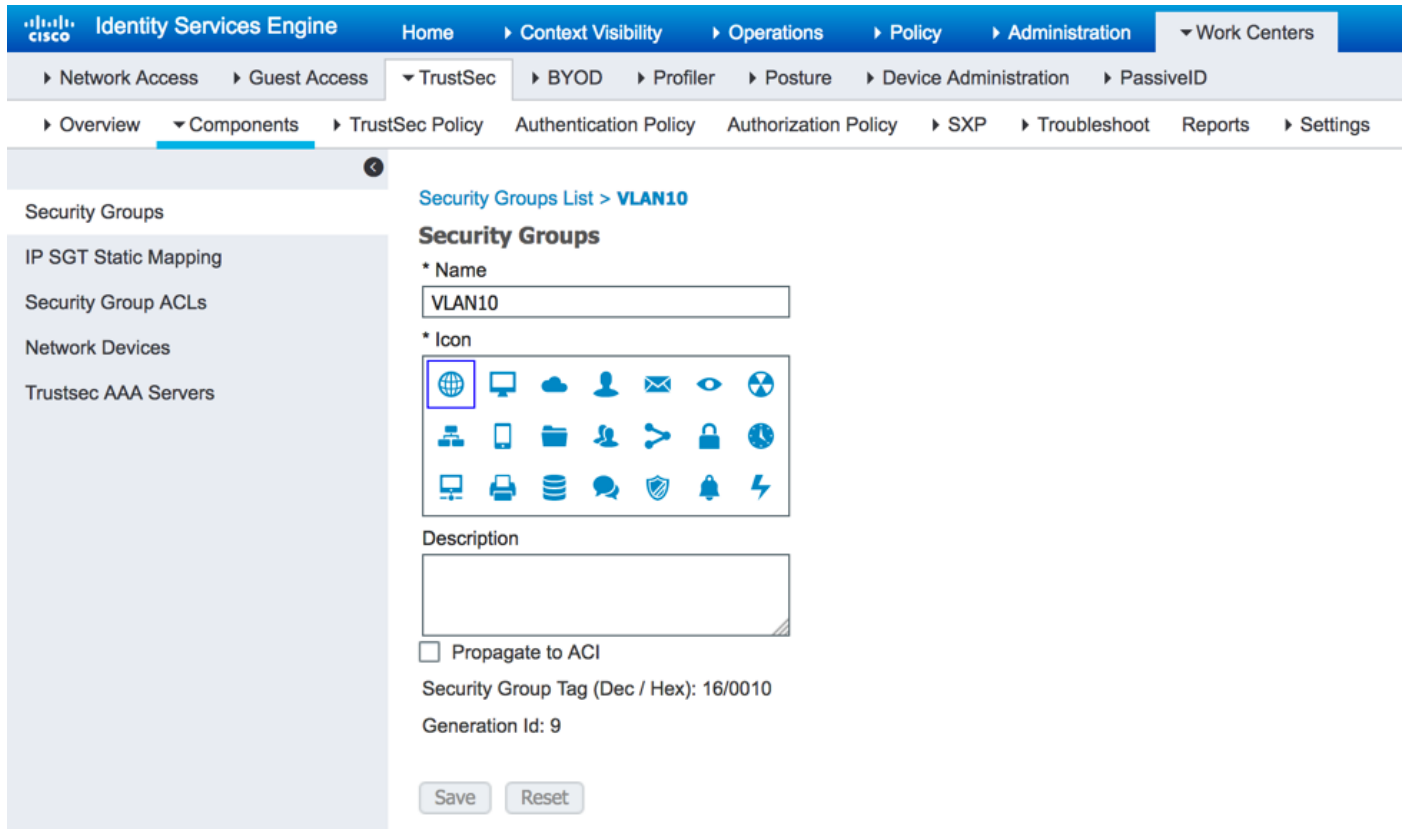 cisco Identity Services Engine Home Context Visibility Operations Policy Administration Work Centers
Network Access Guest Access TrustSec BYOD Profiler Posture Device Administration PassiveID
Overview Components TrustSec Policy Authentication Policy Authorization Policy SXP Troubleshoot Reports Settings
Security Groups
IP SGT Static Mapping
Security Group ACLs
Network Devices
Trustsec AAA Servers
Security Groups List > VLAN10
Security Groups
* Name
VLAN10
* Icon
Description
Propagate to ACI
Security Group Tag (Dec / Hex): 16/0010
Generation Id: 9
Save Reset